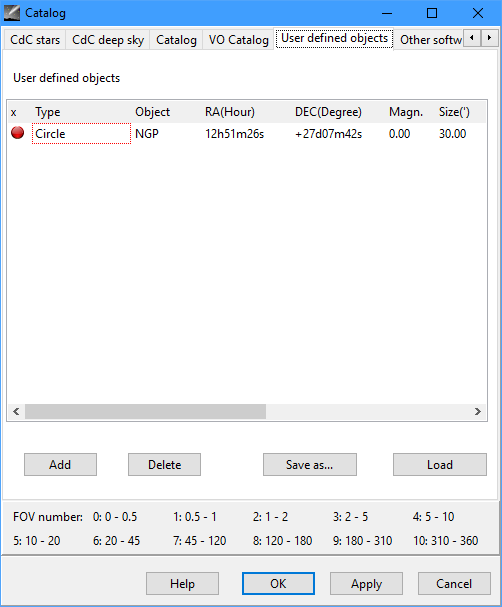 Catalog
CdC stars CdC deep sky Catalog VO Catalog User defined objects Other softw
User defined objects
x Type Object RA(Hour) DEC(Degree) Magn. Size(')
Circle NGP 12h51m26s +27d07m42s 0.00 30.00
Add Delete Save as... Load
FOV number: 0: 0 - 0.5 1: 0.5 - 1 2: 1 - 2 3: 2 - 5 4: 5 - 10
5: 10 - 20 6: 20 - 45 7: 45 - 120 8: 120 - 180 9: 180 - 310 10: 310 - 360
Help OK Apply Cancel